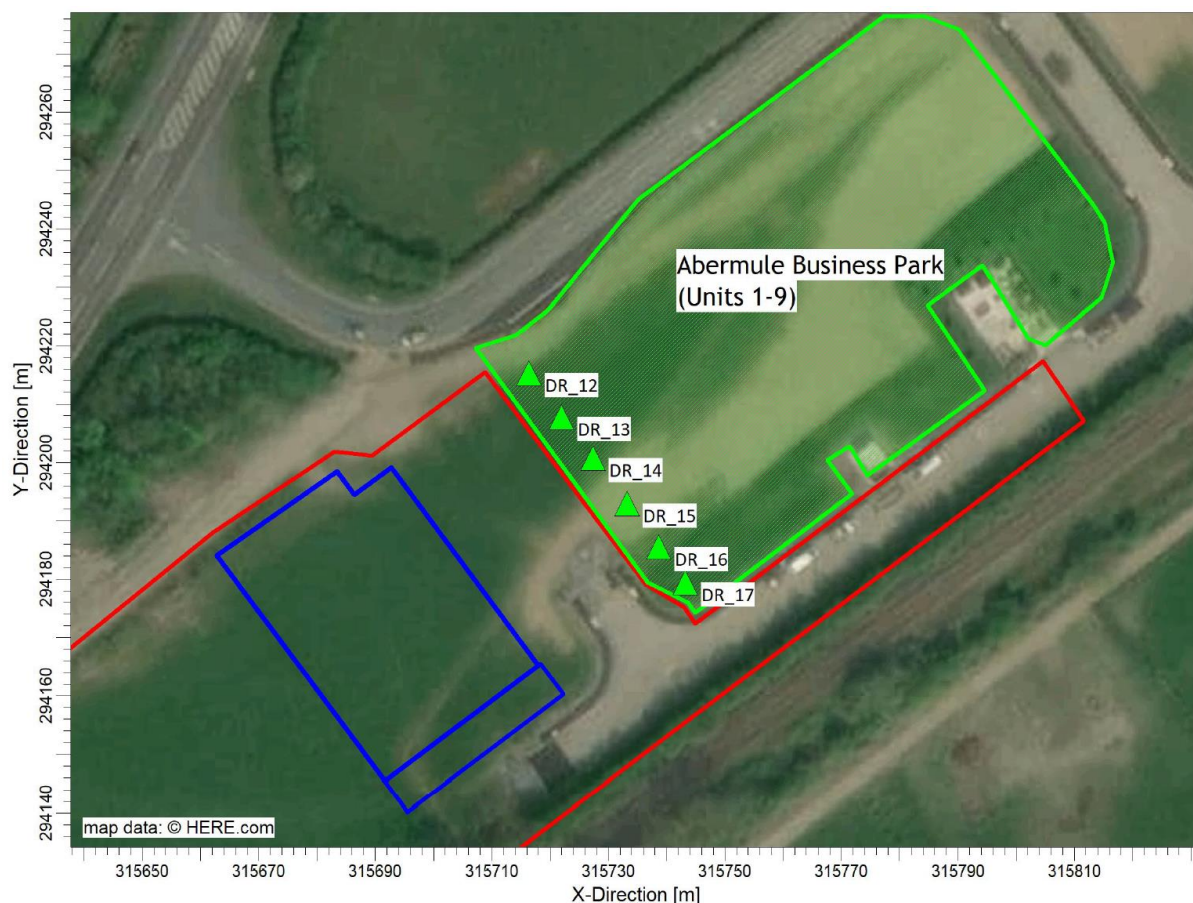 Y-Direction [m]
294260
294240
294220
294200
294180
294160
294140
Abermule Business Park
(Units 1-9)
DR_12
DR_13
DR_14
DR_15
DR_16
DR_17
map data: © HERE.com
315650
315670
315690
315710
315730
315750
315770
315790
315810
X-Direction [m]